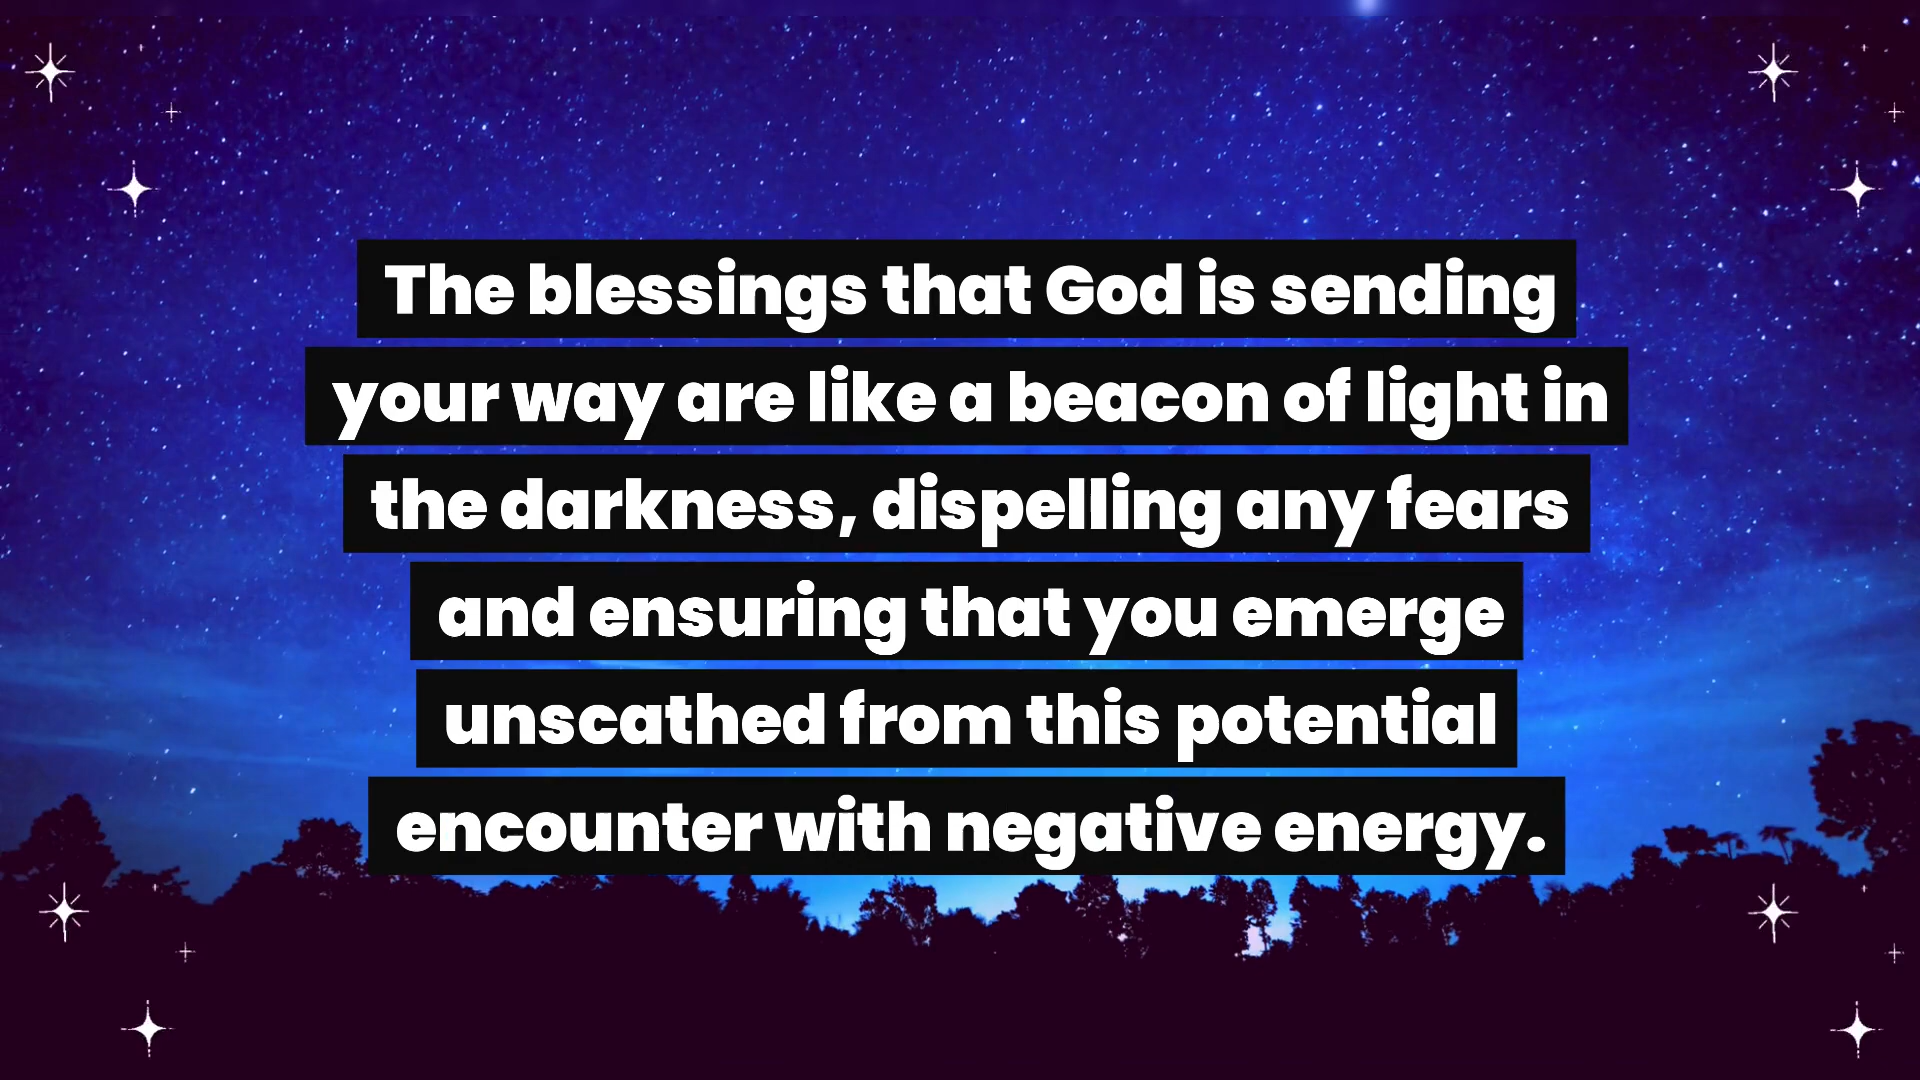 The blessings that God is sending
your way are like a beacon of light in
the darkness, dispelling any fears
and ensuring that you emerge
unscathed from this potential
encounter with negative energy.